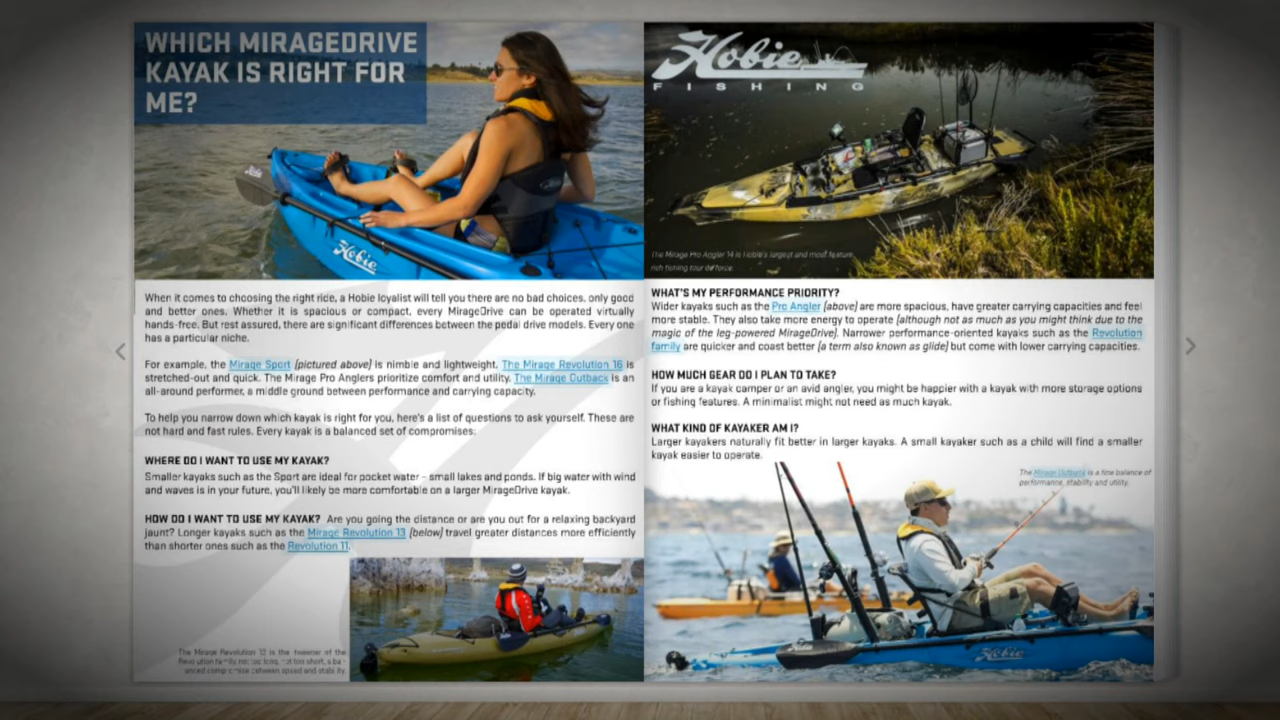 WHICH MIRAGEDRIVE
KAYAK IS RIGHT FOR
ME?
Hobie
Hobie
When it comes to choosing the right ride, a Hobie loyalist will tell you there are no bad choices, only good
and better ones. Whether it is spacious or compact, every MirageDrive can be operated virtually
hands-free. But rest assured, there are significant differences between the pedal drive models. Every one
has a particular niche.
For example, the Mirage Sport (pictured above) is nimble and lightweight. The Mirage Revolution 16 is
stretched-out and quick. The Mirage Pro Anglers prioritize comfort and utility. The Mirage Outback is an
all-around performer, a middle ground between performance and carrying capacity.
To help you narrow down which kayak is right for you, here's a list of questions to ask yourself. These are
not hard and fast rules. Every kayak is a balanced set of compromises:
WHERE DO I WANT TO USE MY KAYAK?
Smaller kayaks such as the Sport are ideal for pocket water – small lakes and ponds. If big water with wind
and waves is in your future, you'll likely be more comfortable on a larger MirageDrive kayak.
HOW DO I WANT TO USE MY KAYAK? Are you going the distance or are you out for a relaxing backyard
jaunt? Longer kayaks such as the Mirage Revolution 13 (below) travel greater distances more efficiently
than shorter ones such as the Revolution 11.
The Mirage Revolution 13 is the tweener of the
Revolution family, not too long, not too short, a ba-
anced compromise between speed and stability.
Hobie
FISHING
The Mirage Pro Angler 14 is Hobie's largest and most feature
rich fishing tour de force.
WHAT'S MY PERFORMANCE PRIORITY?
Wider kayaks such as the Pro Angler (above) are more spacious, have greater carrying capacities and feel
more stable. They also take more energy to operate (although not as much as you might think due to the
magic of the leg-powered MirageDrive). Narrower performance-oriented kayaks such as the Revolution
family are quicker and coast better (a term also known as glide) but come with lower carrying capacities.
HOW MUCH GEAR DO I PLAN TO TAKE?
If you are a kayak camper or an avid angler, you might be happier with a kayak with more storage options
or fishing features. A minimalist might not need as much kayak.
WHAT KIND OF KAYAKER AM I?
Larger kayakers naturally fit better in larger kayaks. A small kayaker such as a child will find a smaller
kayak easier to operate.
The Mirage Outback is a fine balance of
performance, stability and utility.
Hobie